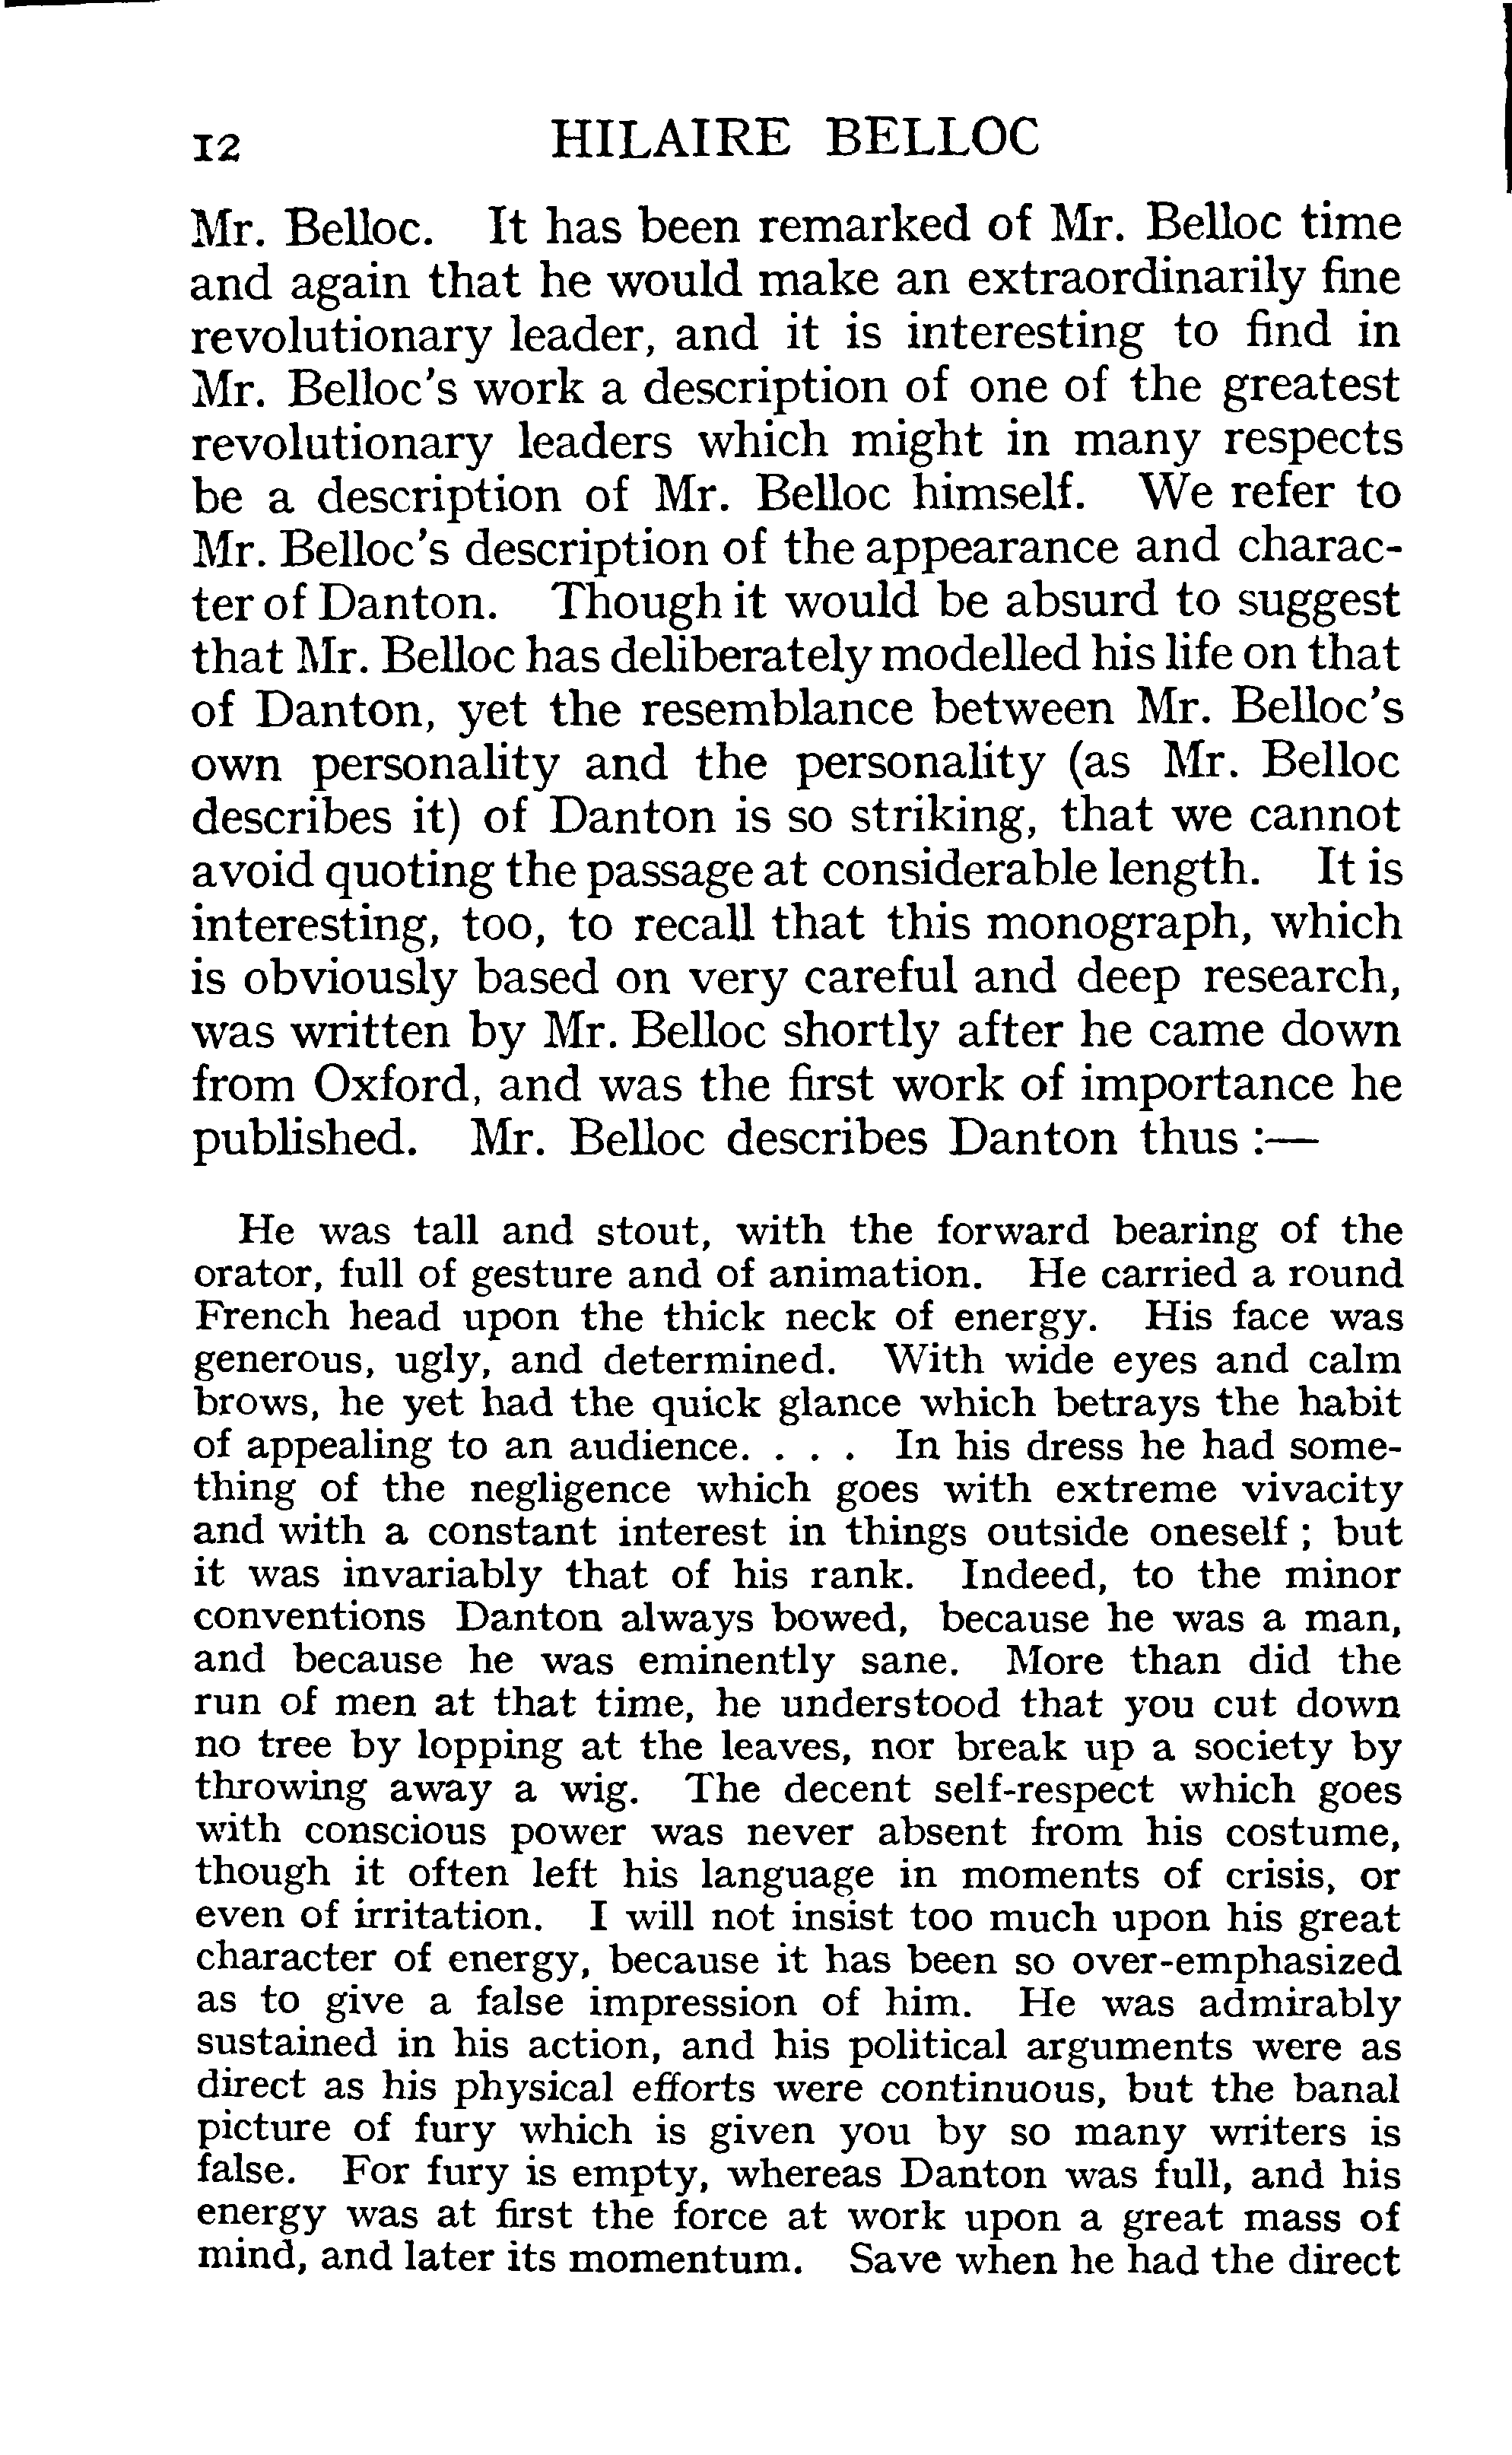 12 HILAIRE BELLOC
Mr. Belloc. It has been remarked of Mr. Belloc time
and again that he would make an extraordinarily fine
revolutionary leader, and it is interesting to find in
Mr. Belloc's work a description of one of the greatest
revolutionary leaders which might in many respects
be a description of Mr. Belloc himself. We refer to
Mr. Belloc's description of the appearance and charac-
ter of Danton. Though it would be absurd to suggest
that Mr. Belloc has deliberately modelled his life on that
of Danton, yet the resemblance between Mr. Belloc's
own personality and the personality (as Mr. Belloc
describes it) of Danton is so striking, that we cannot
avoid quoting the passage at considerable length. It is
interesting, too, to recall that this monograph, which
is obviously based on very careful and deep research,
was written by Mr. Belloc shortly after he came down
from Oxford, and was the first work of importance he
published. Mr. Belloc describes Danton thus :—
He was tall and stout, with the forward bearing of the
orator, full of gesture and of animation. He carried a round
French head upon the thick neck of energy. His face was
generous, ugly, and determined. With wide eyes and calm
brows, he yet had the quick glance which betrays the habit
of appealing to an audience. . . . In his dress he had some-
thing of the negligence which goes with extreme vivacity
and with a constant interest in things outside oneself ; but
it was invariably that of his rank. Indeed, to the minor
conventions Danton always bowed, because he was a man,
and because he was eminently sane. More than did the
run of men at that time, he understood that you cut down
no tree by lopping at the leaves, nor break up a society by
throwing away a wig. The decent self-respect which goes
with conscious power was never absent from his costume,
though it often left his language in moments of crisis, or
even of irritation. I will not insist too much upon his great
character of energy, because it has been so over-emphasized
as to give a false impression of him. He was admirably
sustained in his action, and his political arguments were as
direct as his physical efforts were continuous, but the banal
picture of fury which is given you by so many writers is
false. For fury is empty, whereas Danton was full, and his
energy was at first the force at work upon a great mass of
mind, and later its momentum. Save when he had the direct